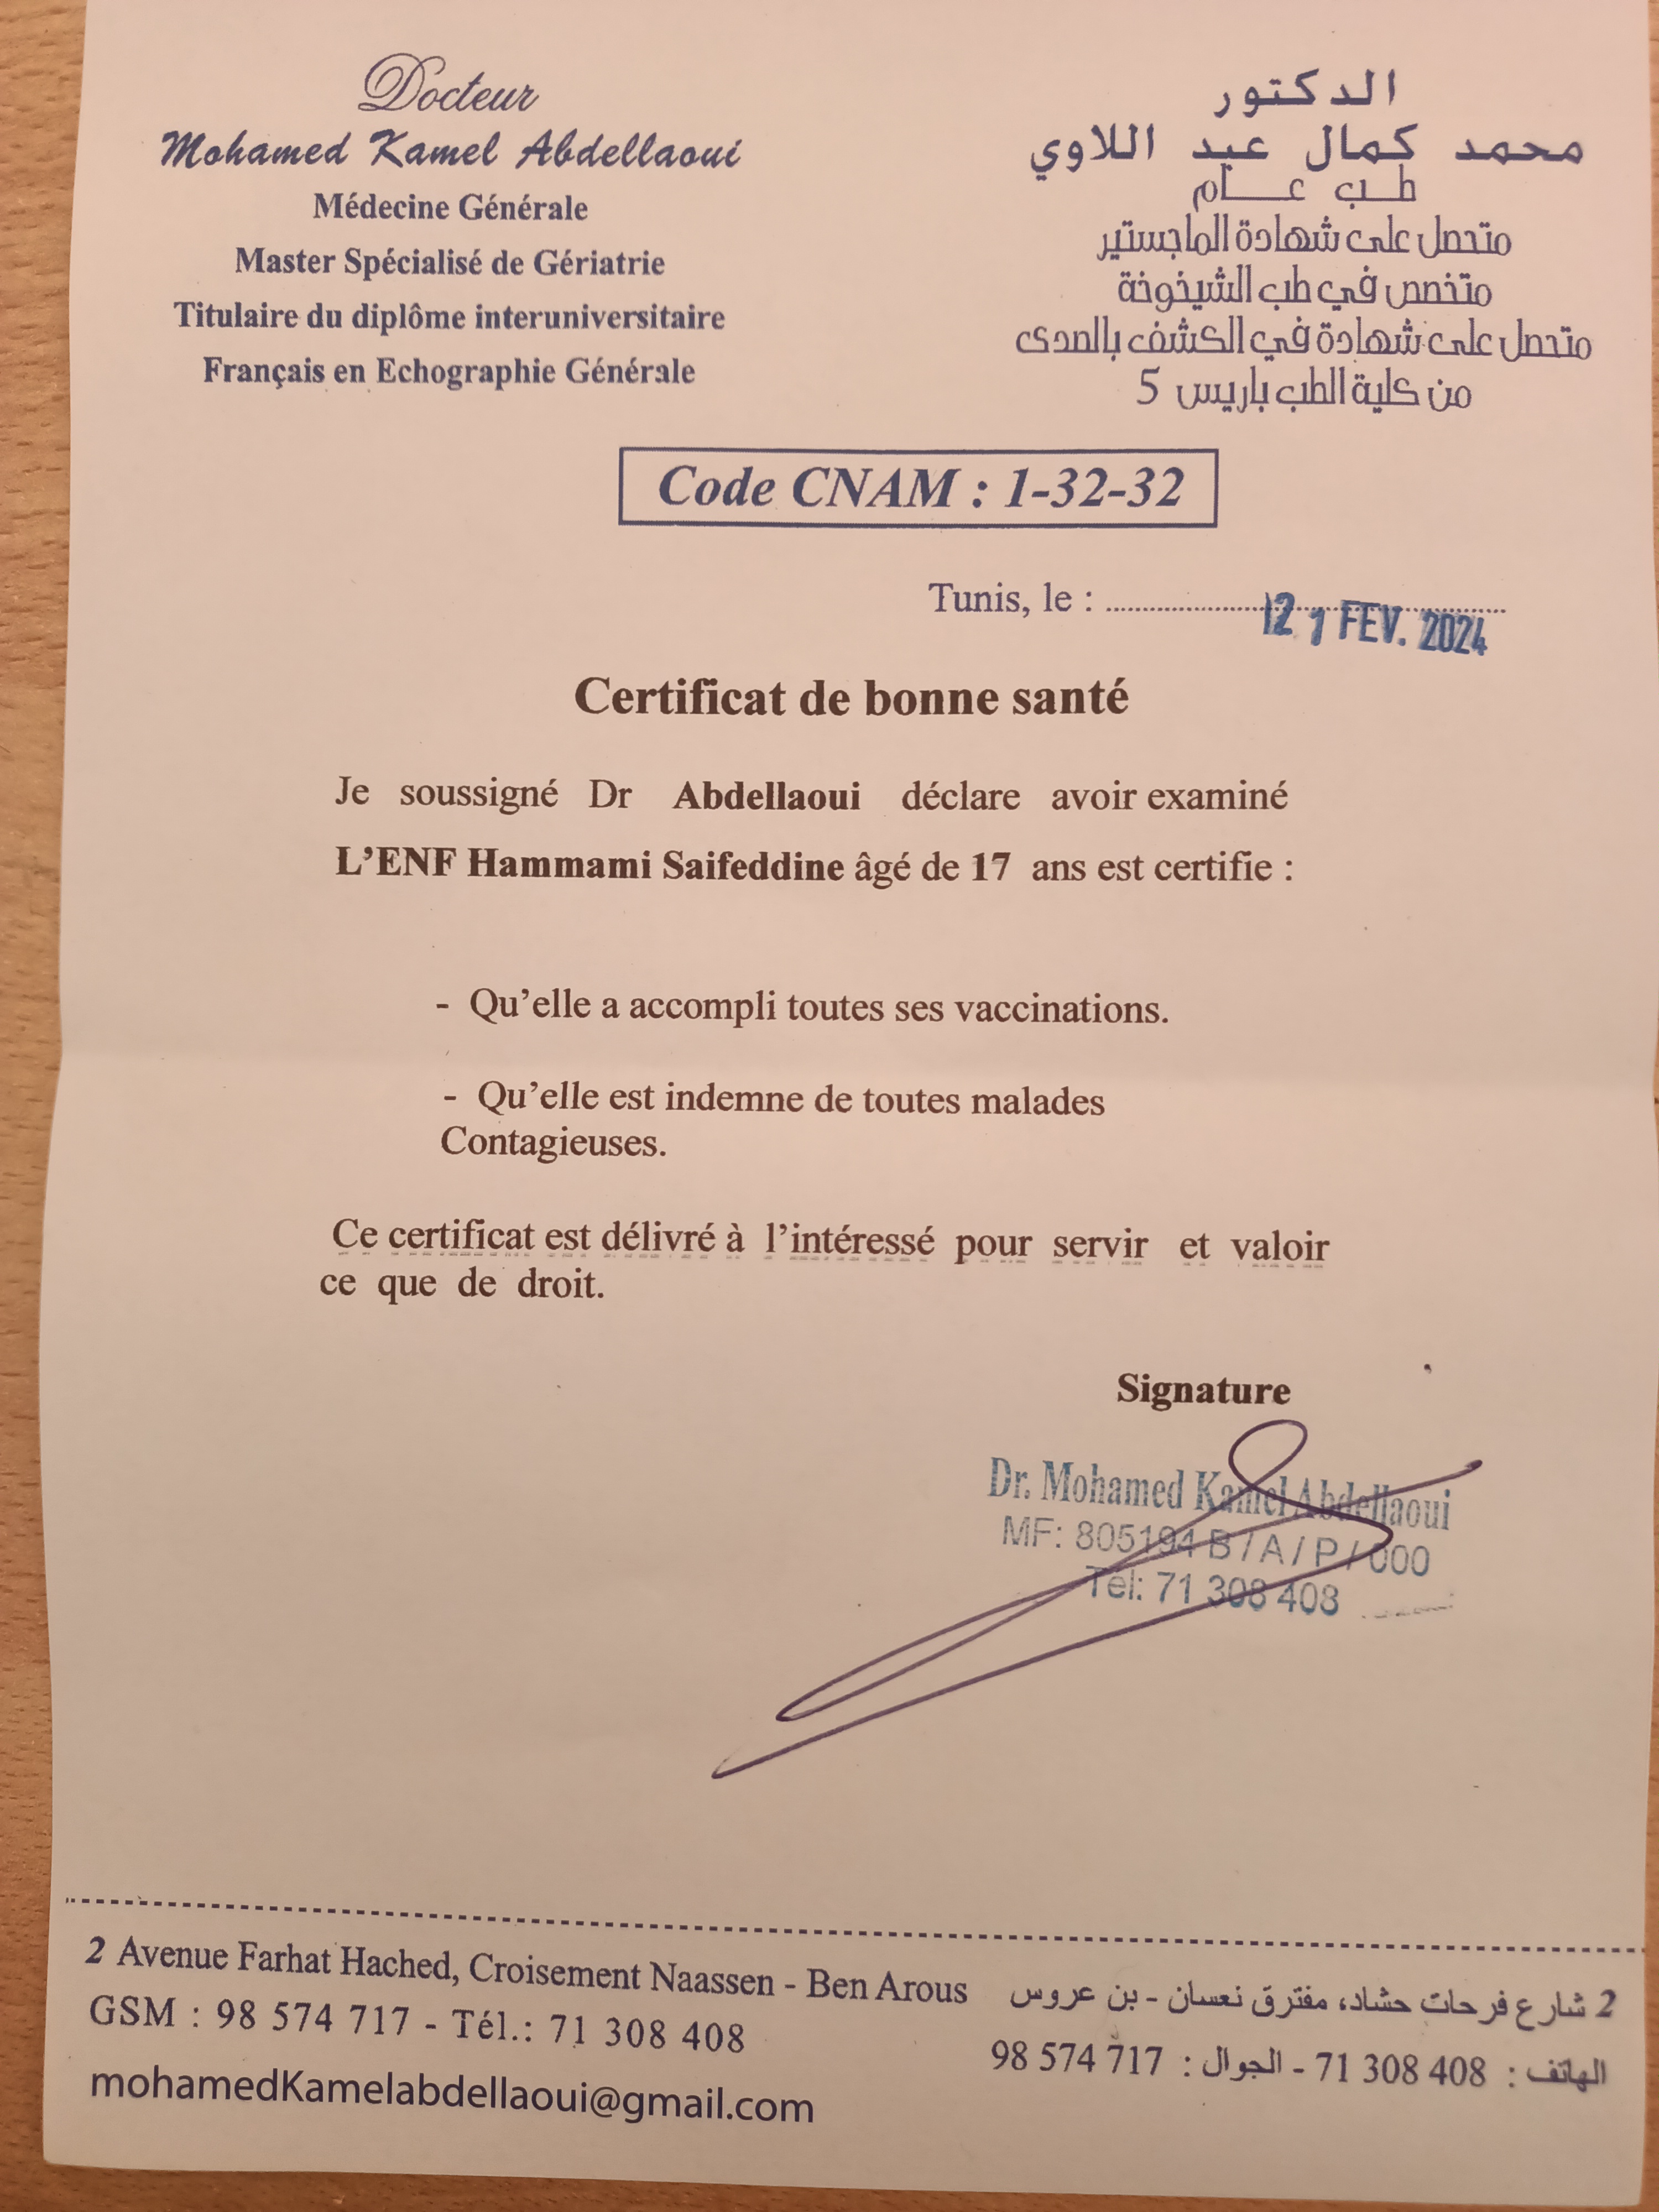 Docteur
Mohamed Kamel Abdellaoui
Médecine Générale
Master Spécialisé de Gériatrie
Titulaire du diplôme interuniversitaire
Français en Echographie Générale
الدكتور
محمد كمال عبد اللاوي
طب عــــام
متحصل على شهادة الماجستير
متخصص في طب الشيخوخة
متحصل على شهادة في الكشف بالصدى
من كلية الطب باريس 5
Code CNAM : 1-32-32
Tunis, le : 21 FEV. 2024
Certificat de bonne santé
Je soussigné Dr Abdellaoui déclare avoir examiné
L'ENF Hammami Saifeddine âgé de 17 ans est certifie :
- Qu'elle a accompli toutes ses vaccinations.
- Qu'elle est indemne de toutes malades
Contagieuses.
Ce certificat est délivré à l'intéressé pour servir et valoir
ce que de droit.
Signature
Dr. Mohamed Kamel Abdellaoui
MF: 805194 B / A / P / 000
Tél: 71 308 408
2 Avenue Farhat Hached, Croisement Naassen - Ben Arous
GSM : 98 574 717 - Tél.: 71 308 408
mohamedKamelabdellaoui@gmail.com
2 شارع فرحات حشاد، مفترق نعسان - بن عروس
الهاتف : 71 308 408 - الجوال : 98 574 717